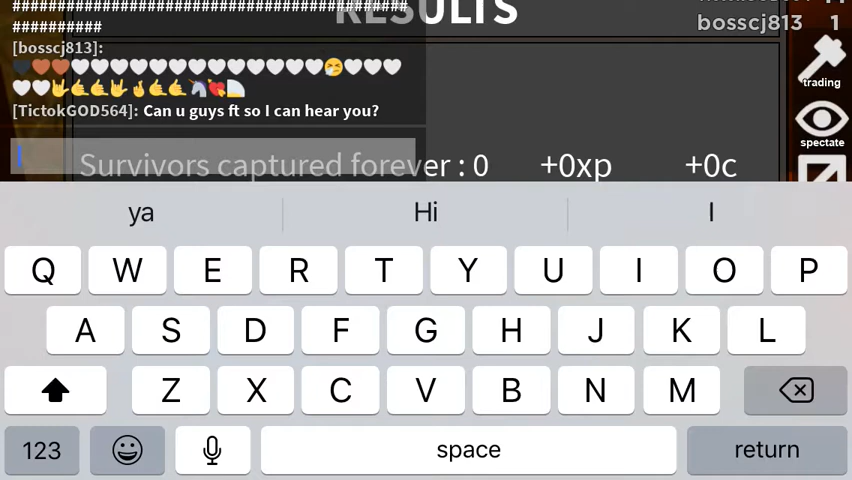 ######################################
RESULTS
##########
bosscj813 1
[bosscj813]:
[TictokGOD564]: Can u guys ft so I can hear you?
trading
spectate
Survivors captured forever : 0 +0xp +0c
ya Hi I
Q W E R T Y U I O P
A S D F G H J K L
Z X C V B N M
123 space return